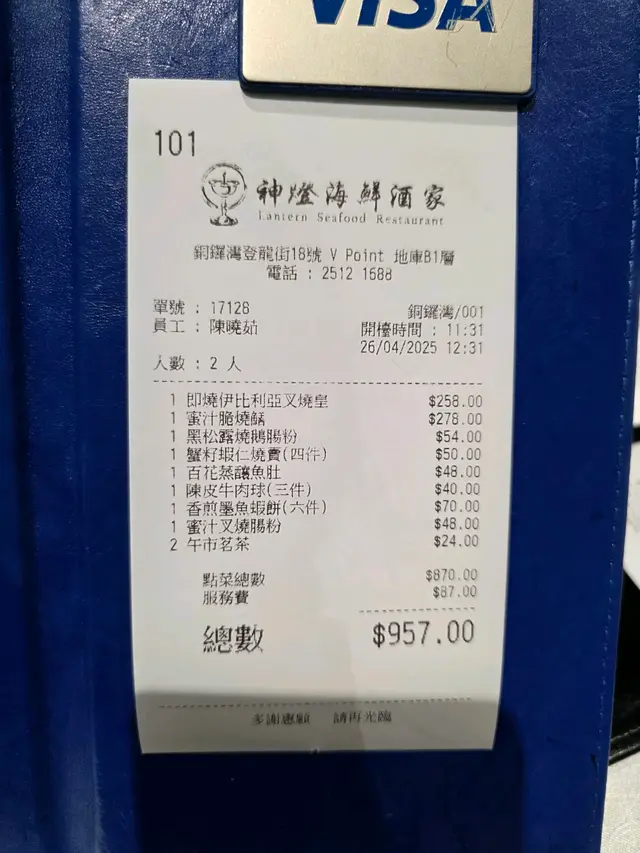 VISA
101
神燈海鮮酒家
Lantern Seafood Restaurant
銅鑼灣登龍街18號 V Point 地庫B1層
電話 : 2512 1688
單號 : 17128 銅鑼灣/001
員工 : 陳曉茹 開檯時間 : 11:31
26/04/2025 12:31
人數 : 2 人
1 即燒伊比利亞叉燒皇 $258.00
1 蜜汁脆燒鱔 $278.00
1 黑松露燒鵝腸粉 $54.00
1 蟹籽蝦仁燒賣(四件) $50.00
1 百花蒸釀魚肚 $48.00
1 陳皮牛肉球(三件) $40.00
1 香煎墨魚蝦餅(六件) $70.00
1 蜜汁叉燒腸粉 $48.00
2 午市茗茶 $24.00
點菜總數 $870.00
服務費 $87.00
總數 $957.00
多謝惠顧 請再光臨